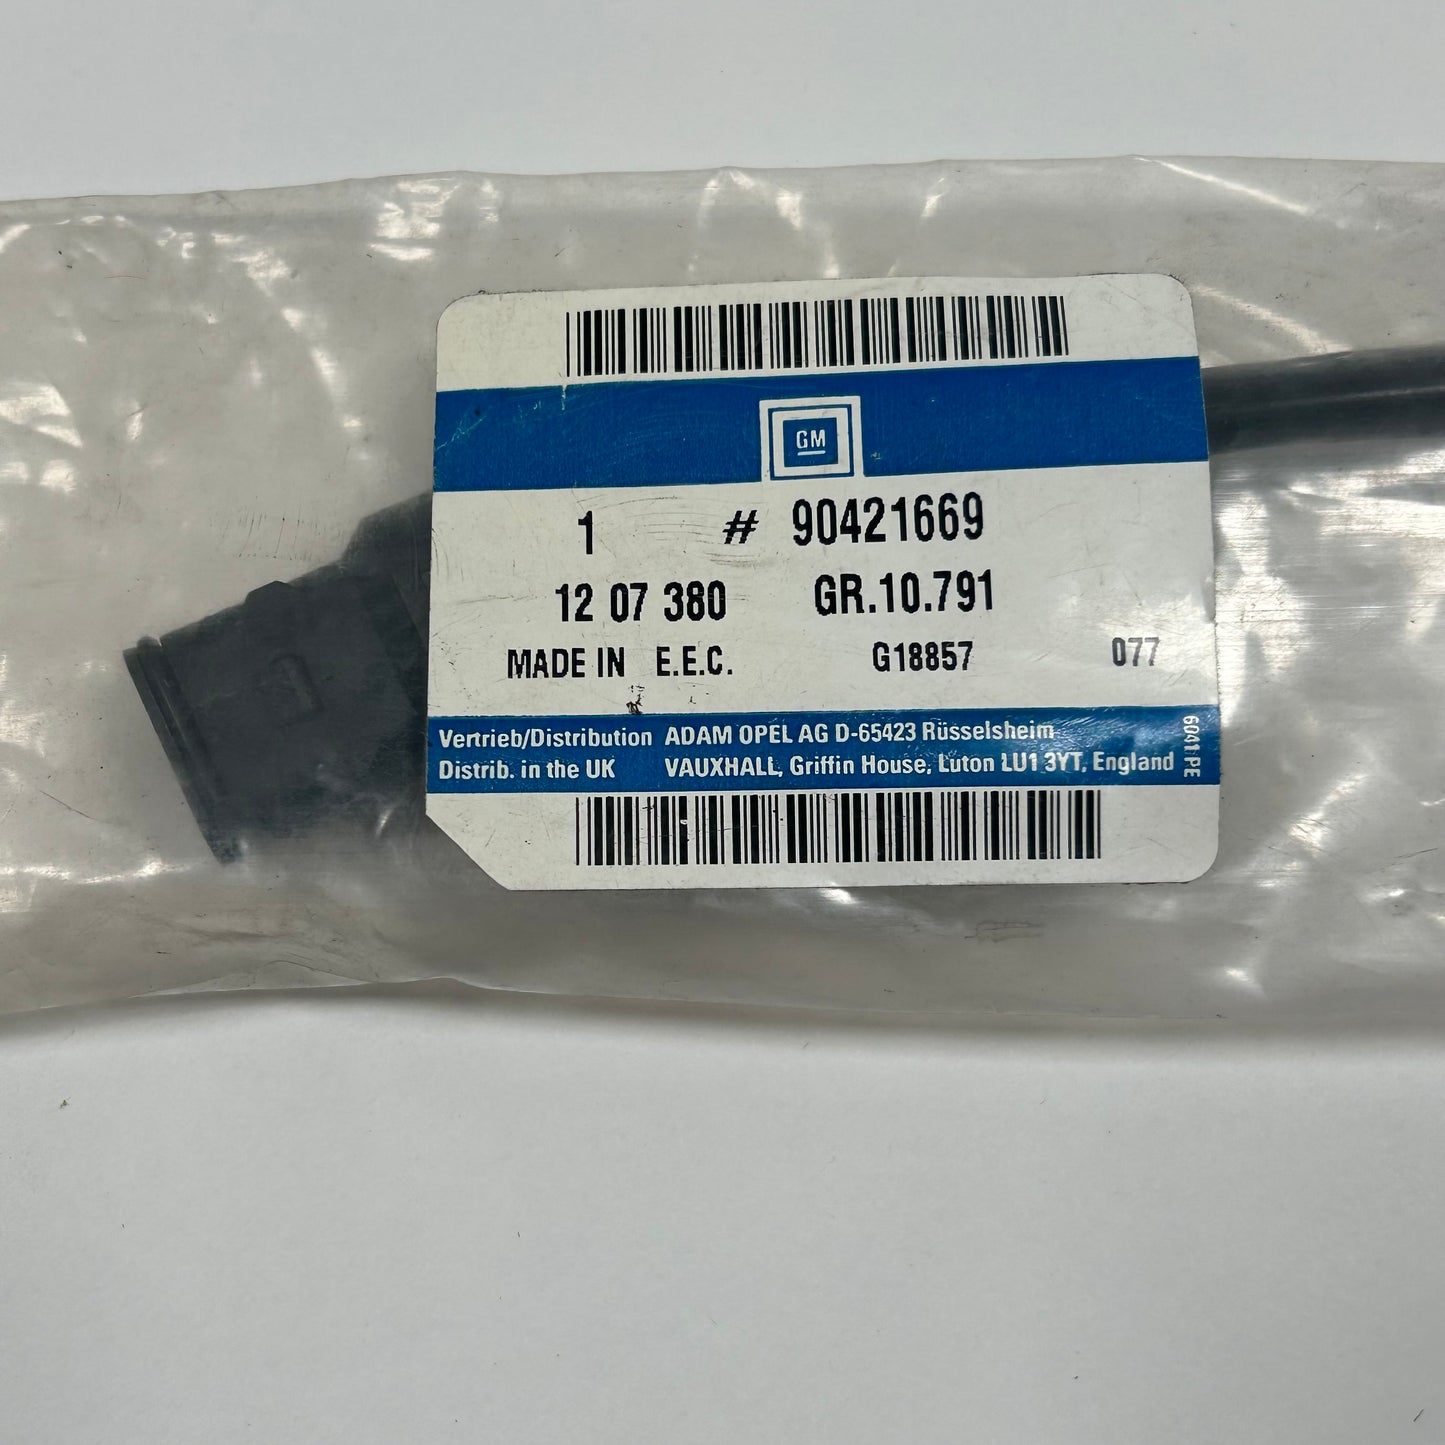 GM
1 # 90421669
12 07 380 GR.10.791
MADE IN E.E.C. G18857 077
Vertrieb/Distribution ADAM OPEL AG D-65423 Rüsselsheim
Distrib. in the UK VAUXHALL, Griffin House, Luton LU1 3YT, England
6041 PE